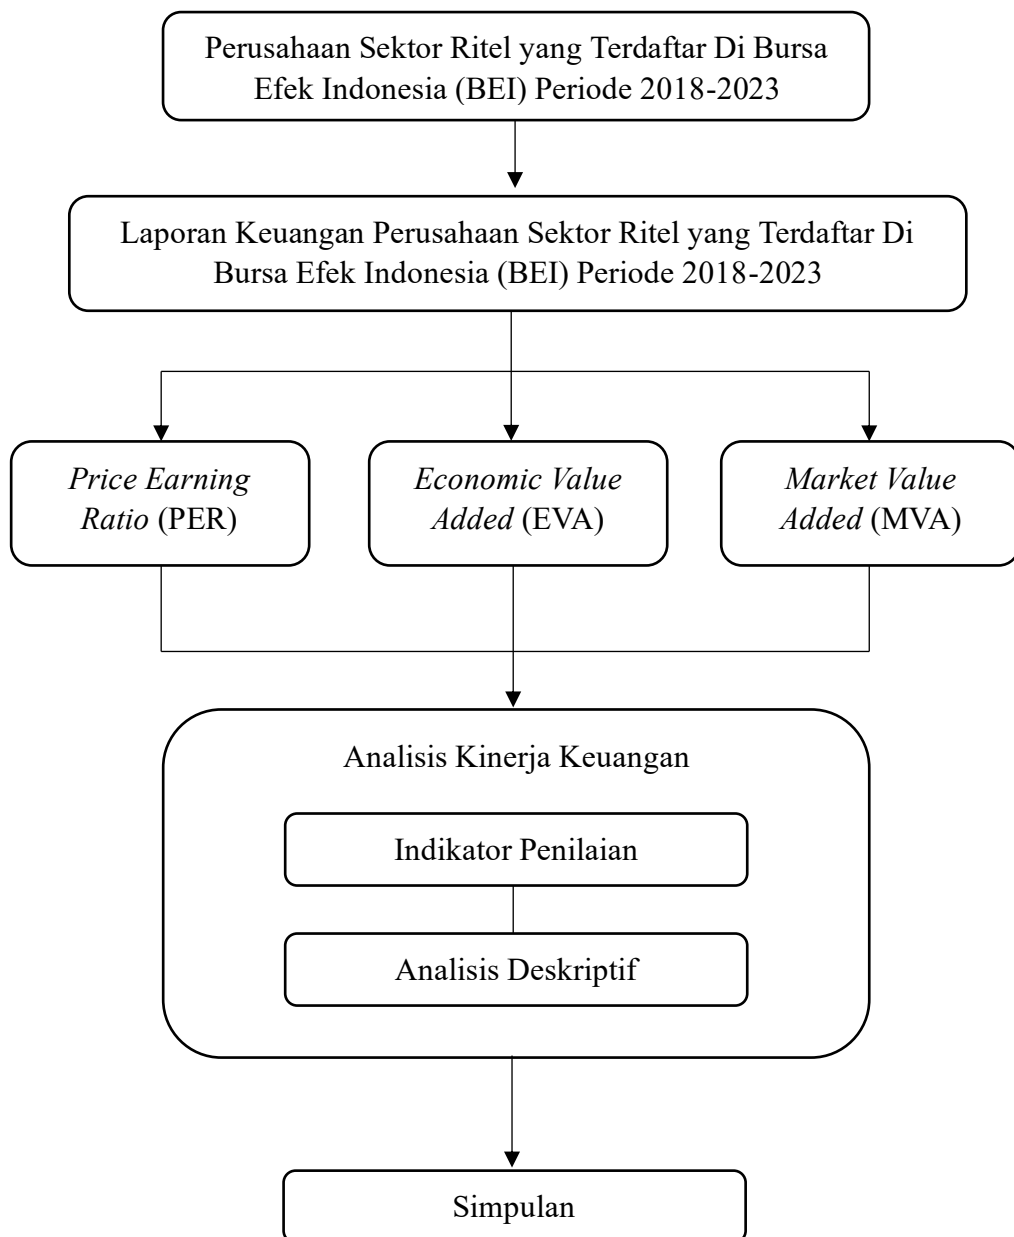 Perusahaan Sektor Ritel yang Terdaftar Di Bursa
Efek Indonesia (BEI) Periode 2018-2023
Laporan Keuangan Perusahaan Sektor Ritel yang Terdaftar Di
Bursa Efek Indonesia (BEI) Periode 2018-2023
Price Earning
Ratio (PER)
Economic Value
Added (EVA)
Market Value
Added (MVA)
Analisis Kinerja Keuangan
Indikator Penilaian
Analisis Deskriptif
Simpulan